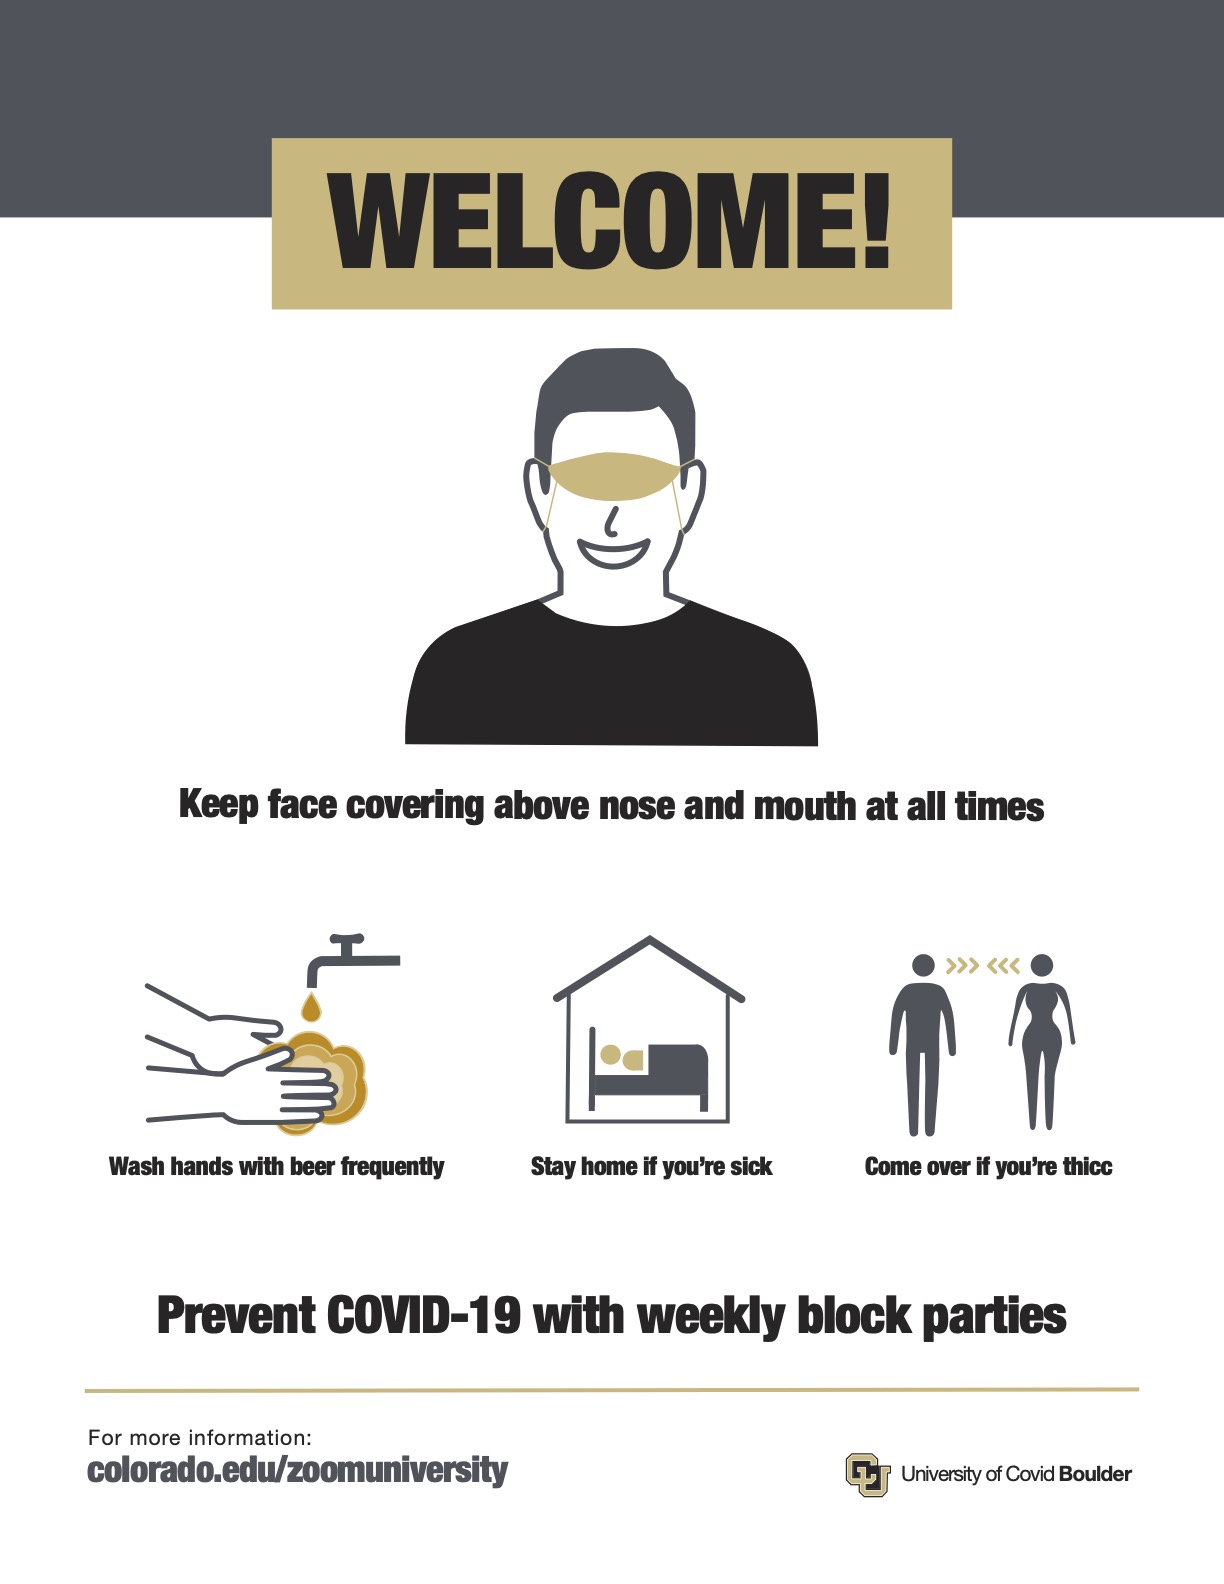 WELCOME!
Keep face covering above nose and mouth at all times
Wash hands with beer frequently
Stay home if you're sick
Come over if you're thicc
Prevent COVID-19 with weekly block parties
For more information:
colorado.edu/zoomuniversity
CU University of Covid Boulder